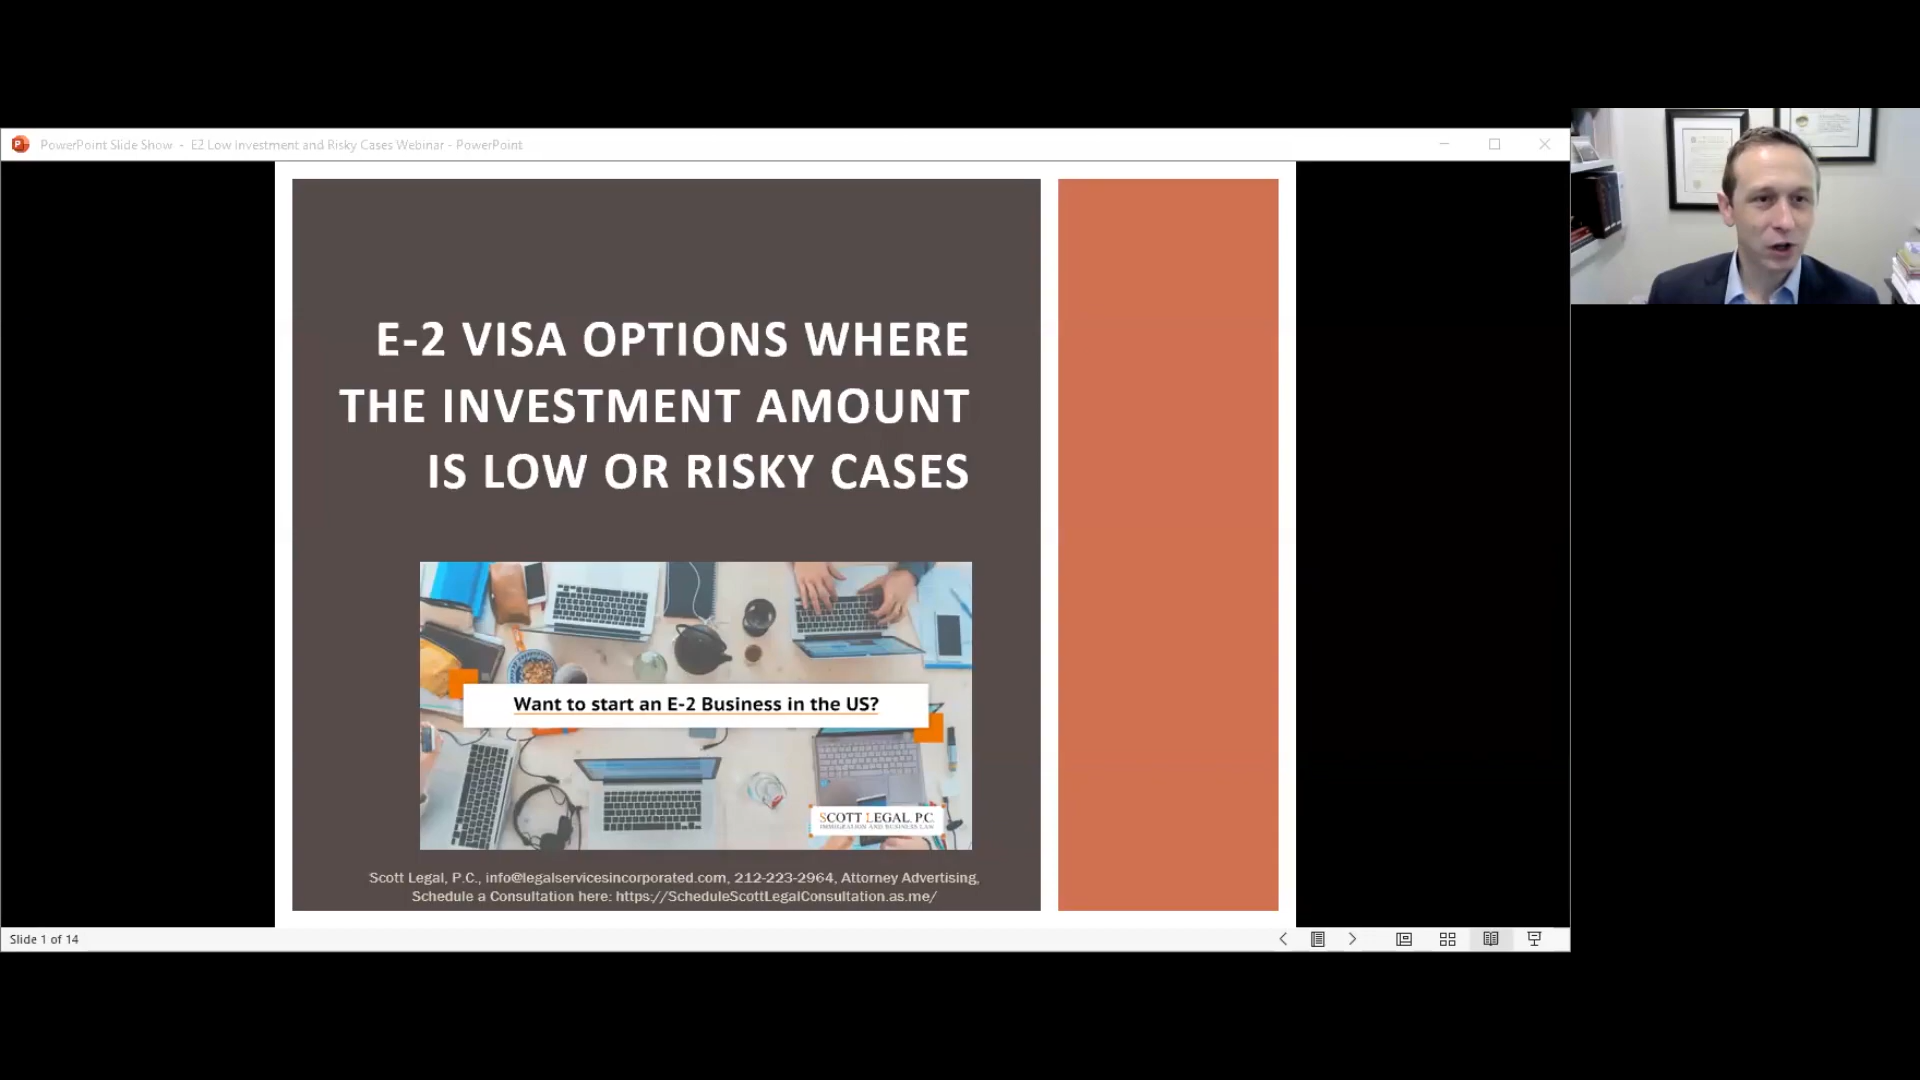 PowerPoint Slide Show - E2 Low Investment and Risky Cases Webinar - PowerPoint
E-2 VISA OPTIONS WHERE
THE INVESTMENT AMOUNT
IS LOW OR RISKY CASES
Want to start an E-2 Business in the US?
SCOTT LEGAL, P.C.
IMMIGRATION AND BUSINESS LAW
Scott Legal, P.C., info@legalservicesincorporated.com, 212-223-2964, Attorney Advertising,
Schedule a Consultation here: https://ScheduleScottLegalConsultation.as.me/
Slide 1 of 14